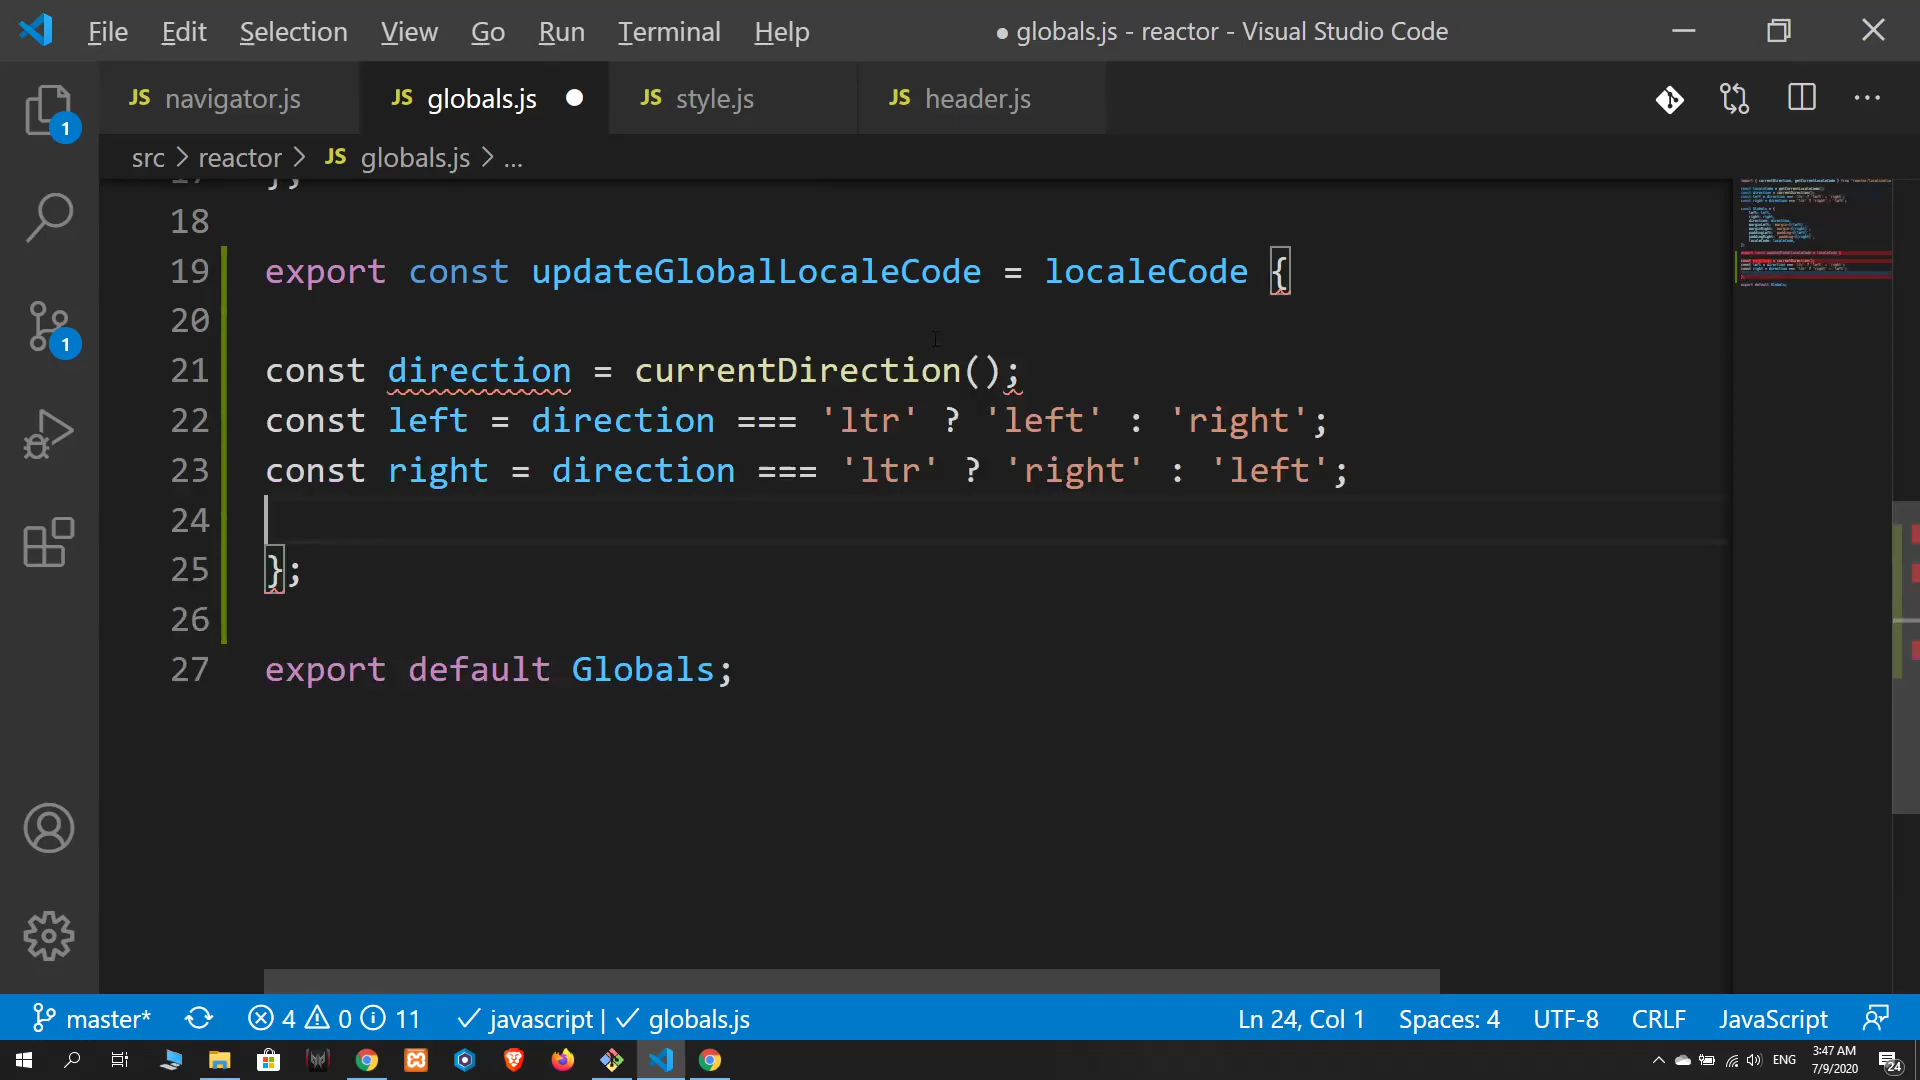 File Edit Selection View Go Run Terminal Help ● globals.js - reactor - Visual Studio Code
JS navigator.js JS globals.js ● JS style.js JS header.js
src > reactor > JS globals.js > ...
1
17 };
18
19 export const updateGlobalLocaleCode = localeCode {
20
21 const direction = currentDirection();
22 const left = direction === 'ltr' ? 'left' : 'right';
23 const right = direction === 'ltr' ? 'right' : 'left';
1
24
25 };
26
27 export default Globals;
master* 4 0 11 javascript | globals.js Ln 24, Col 1 Spaces: 4 UTF-8 CRLF JavaScript
ENG 3:47 AM
7/9/2020 24